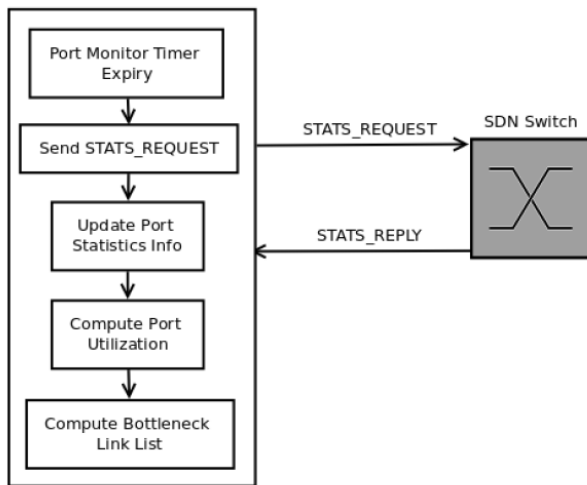 Port Monitor Timer
Expiry
Send STATS_REQUEST
Update Port
Statistics Info
Compute Port
Utilization
Compute Bottleneck
Link List
STATS_REQUEST
STATS_REPLY
SDN Switch